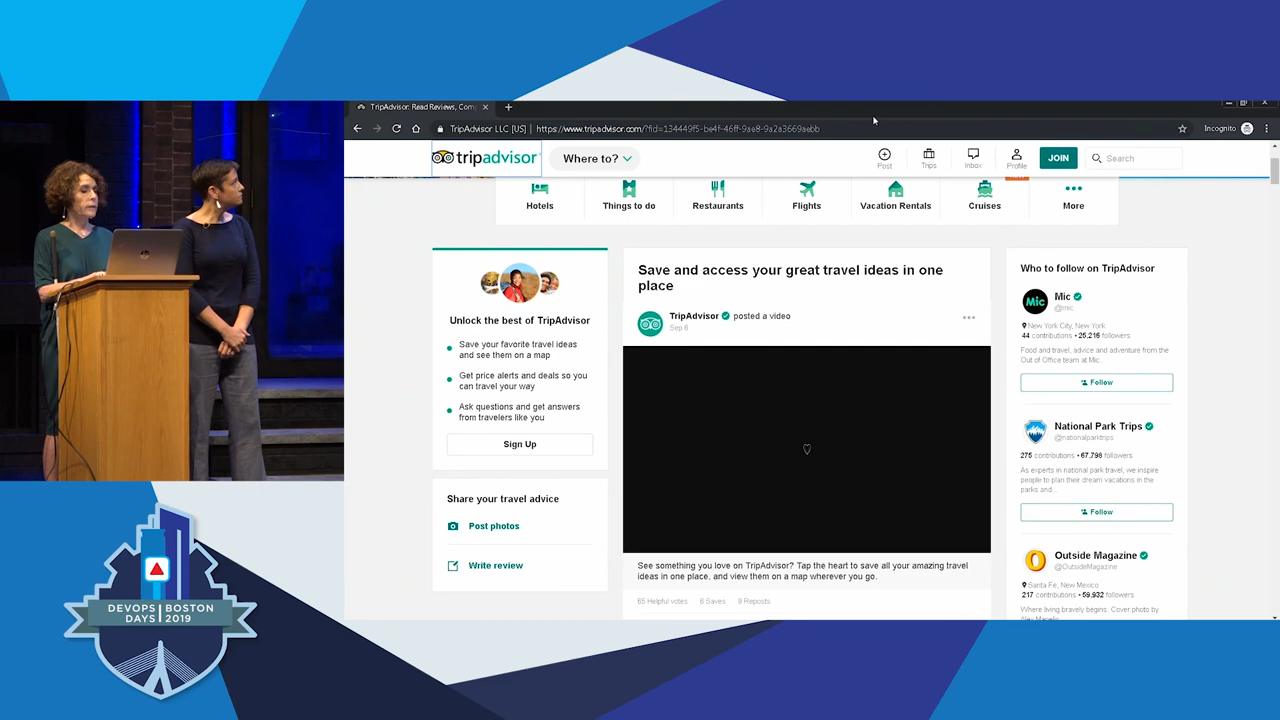 TripAdvisor: Read Reviews, Com
TripAdvisor LLC [US]
https://www.tripadvisor.com/?fid=134449f5-be4f-46ff-9ae8-9a2a3669aebb
Incognito
tripadvisor
Where to?
Post
Trips
Inbox
Profile
JOIN
Search
Hotels
Things to do
Restaurants
Flights
Vacation Rentals
Cruises
More
Unlock the best of TripAdvisor
Save your favorite travel ideas
and see them on a map
Get price alerts and deals so you
can travel your way
Ask questions and get answers
from travelers like you
Sign Up
Share your travel advice
Post photos
Write review
Save and access your great travel ideas in one
place
TripAdvisor posted a video
Sep 6
See something you love on TripAdvisor? Tap the heart to save all your amazing travel
ideas in one place, and view them on a map wherever you go.
65 Helpful votes 6 Saves 9 Reposts
Who to follow on TripAdvisor
Mic
Mic
@mic
New York City, New York
44 contributions • 25,216 followers
Food and travel, advice and adventure from the
Out of Office team at Mic.
Follow
National Park Trips
@nationalparktrips
275 contributions • 67,798 followers
As experts in national park travel, we inspire
people to plan their dream vacations in the
parks and...
Follow
Outside Magazine
@OutsideMagazine
Santa Fe, New Mexico
217 contributions • 59,932 followers
Where living bravely begins. Cover photo by
DEVOPS BOSTON
DAYS 2019